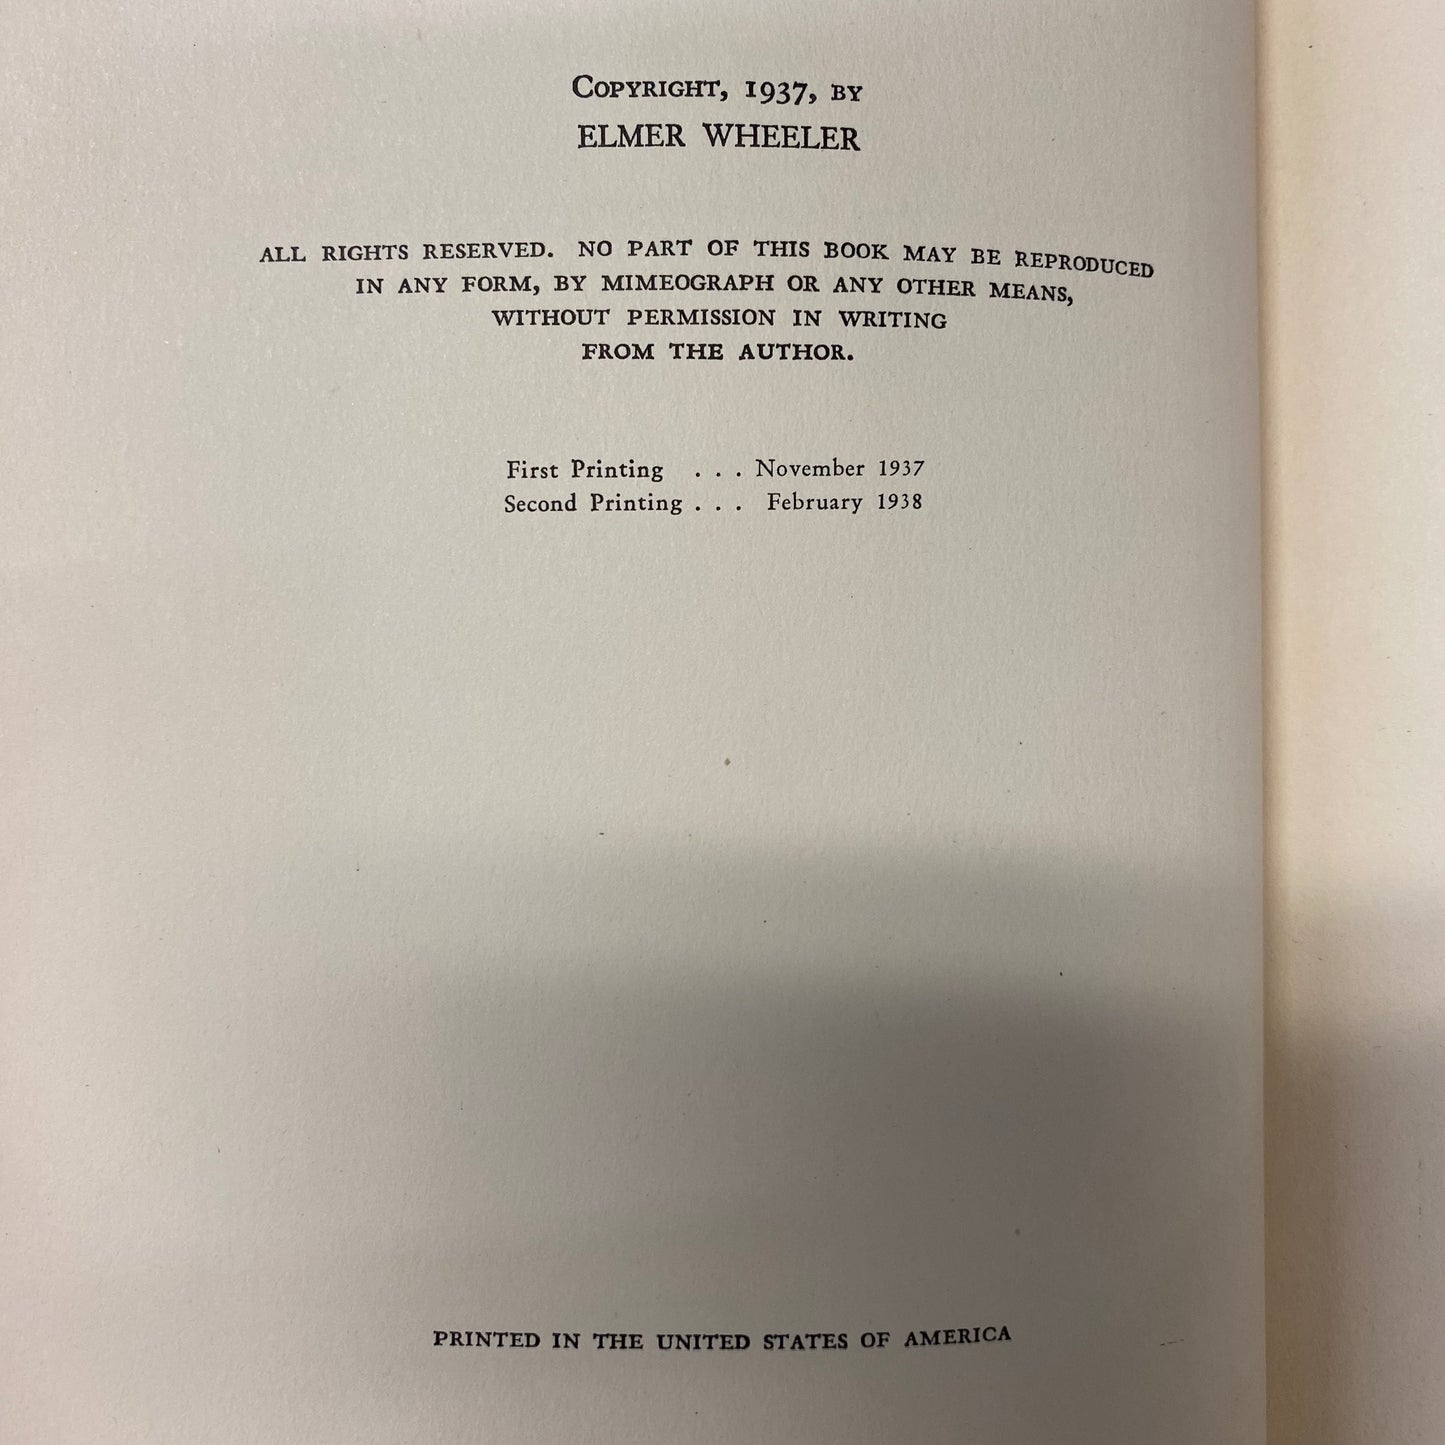 Copyright, 1937, by
ELMER WHEELER
ALL RIGHTS RESERVED. NO PART OF THIS BOOK MAY BE REPRODUCED
IN ANY FORM, BY MIMEOGRAPH OR ANY OTHER MEANS,
WITHOUT PERMISSION IN WRITING
FROM THE AUTHOR.
First Printing . . . November 1937
Second Printing . . . February 1938
PRINTED IN THE UNITED STATES OF AMERICA